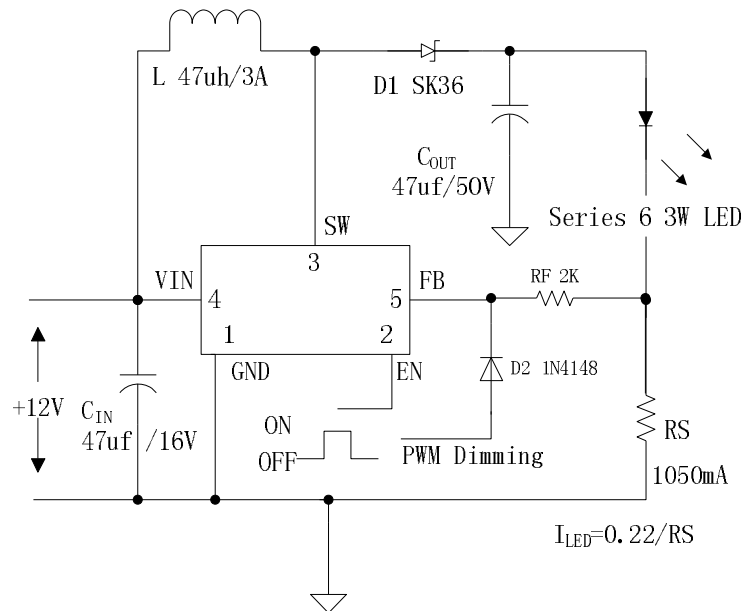 L 47uh/3A
D1 SK36
COUT
47uf/50V
Series 6 3W LED
SW
3
VIN
4
FB
5
RF 2K
1
2
GND
EN
D2 1N4148
+12V
CIN
47uf /16V
ON
OFF
PWM Dimming
RS
1050mA
ILED=0.22/RS